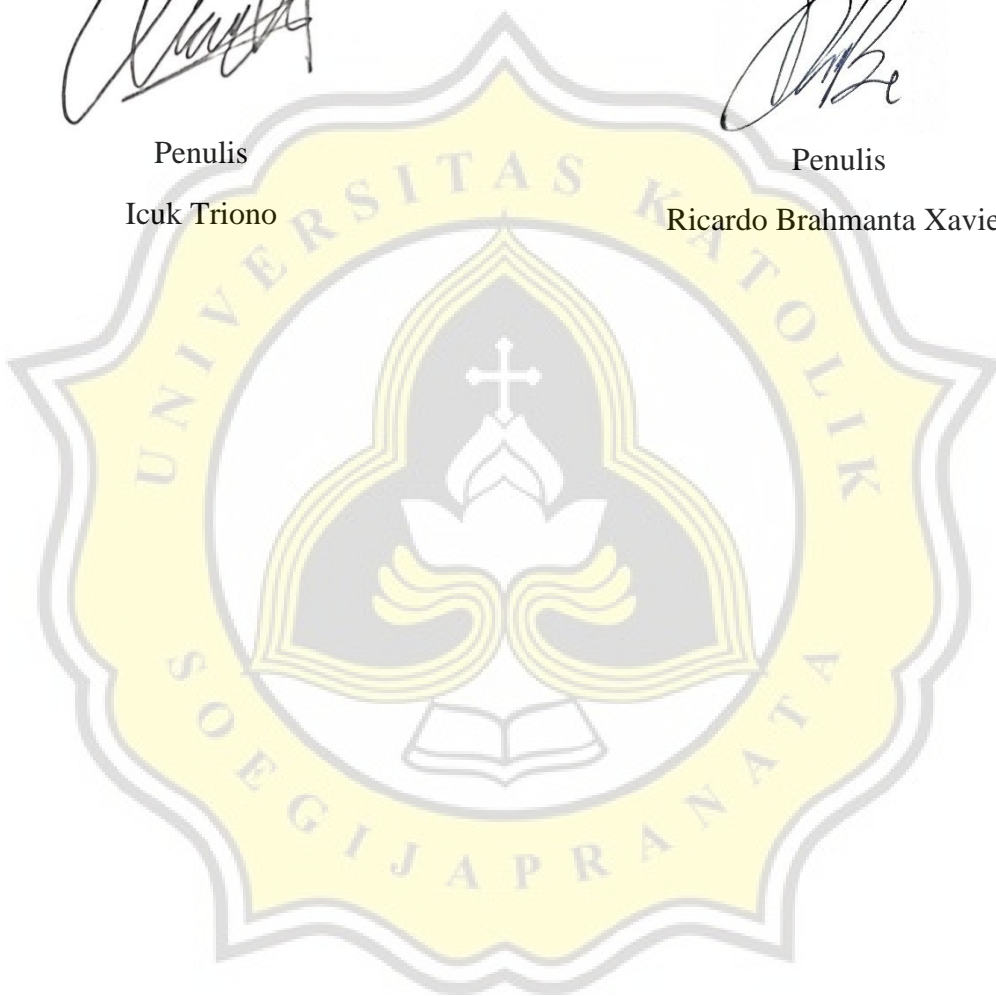 Penulis
Icuk Triono
Penulis
Ricardo Brahmanta Xavie
UNIVERSITAS KATOLIK
SOEGIJAPRANATA